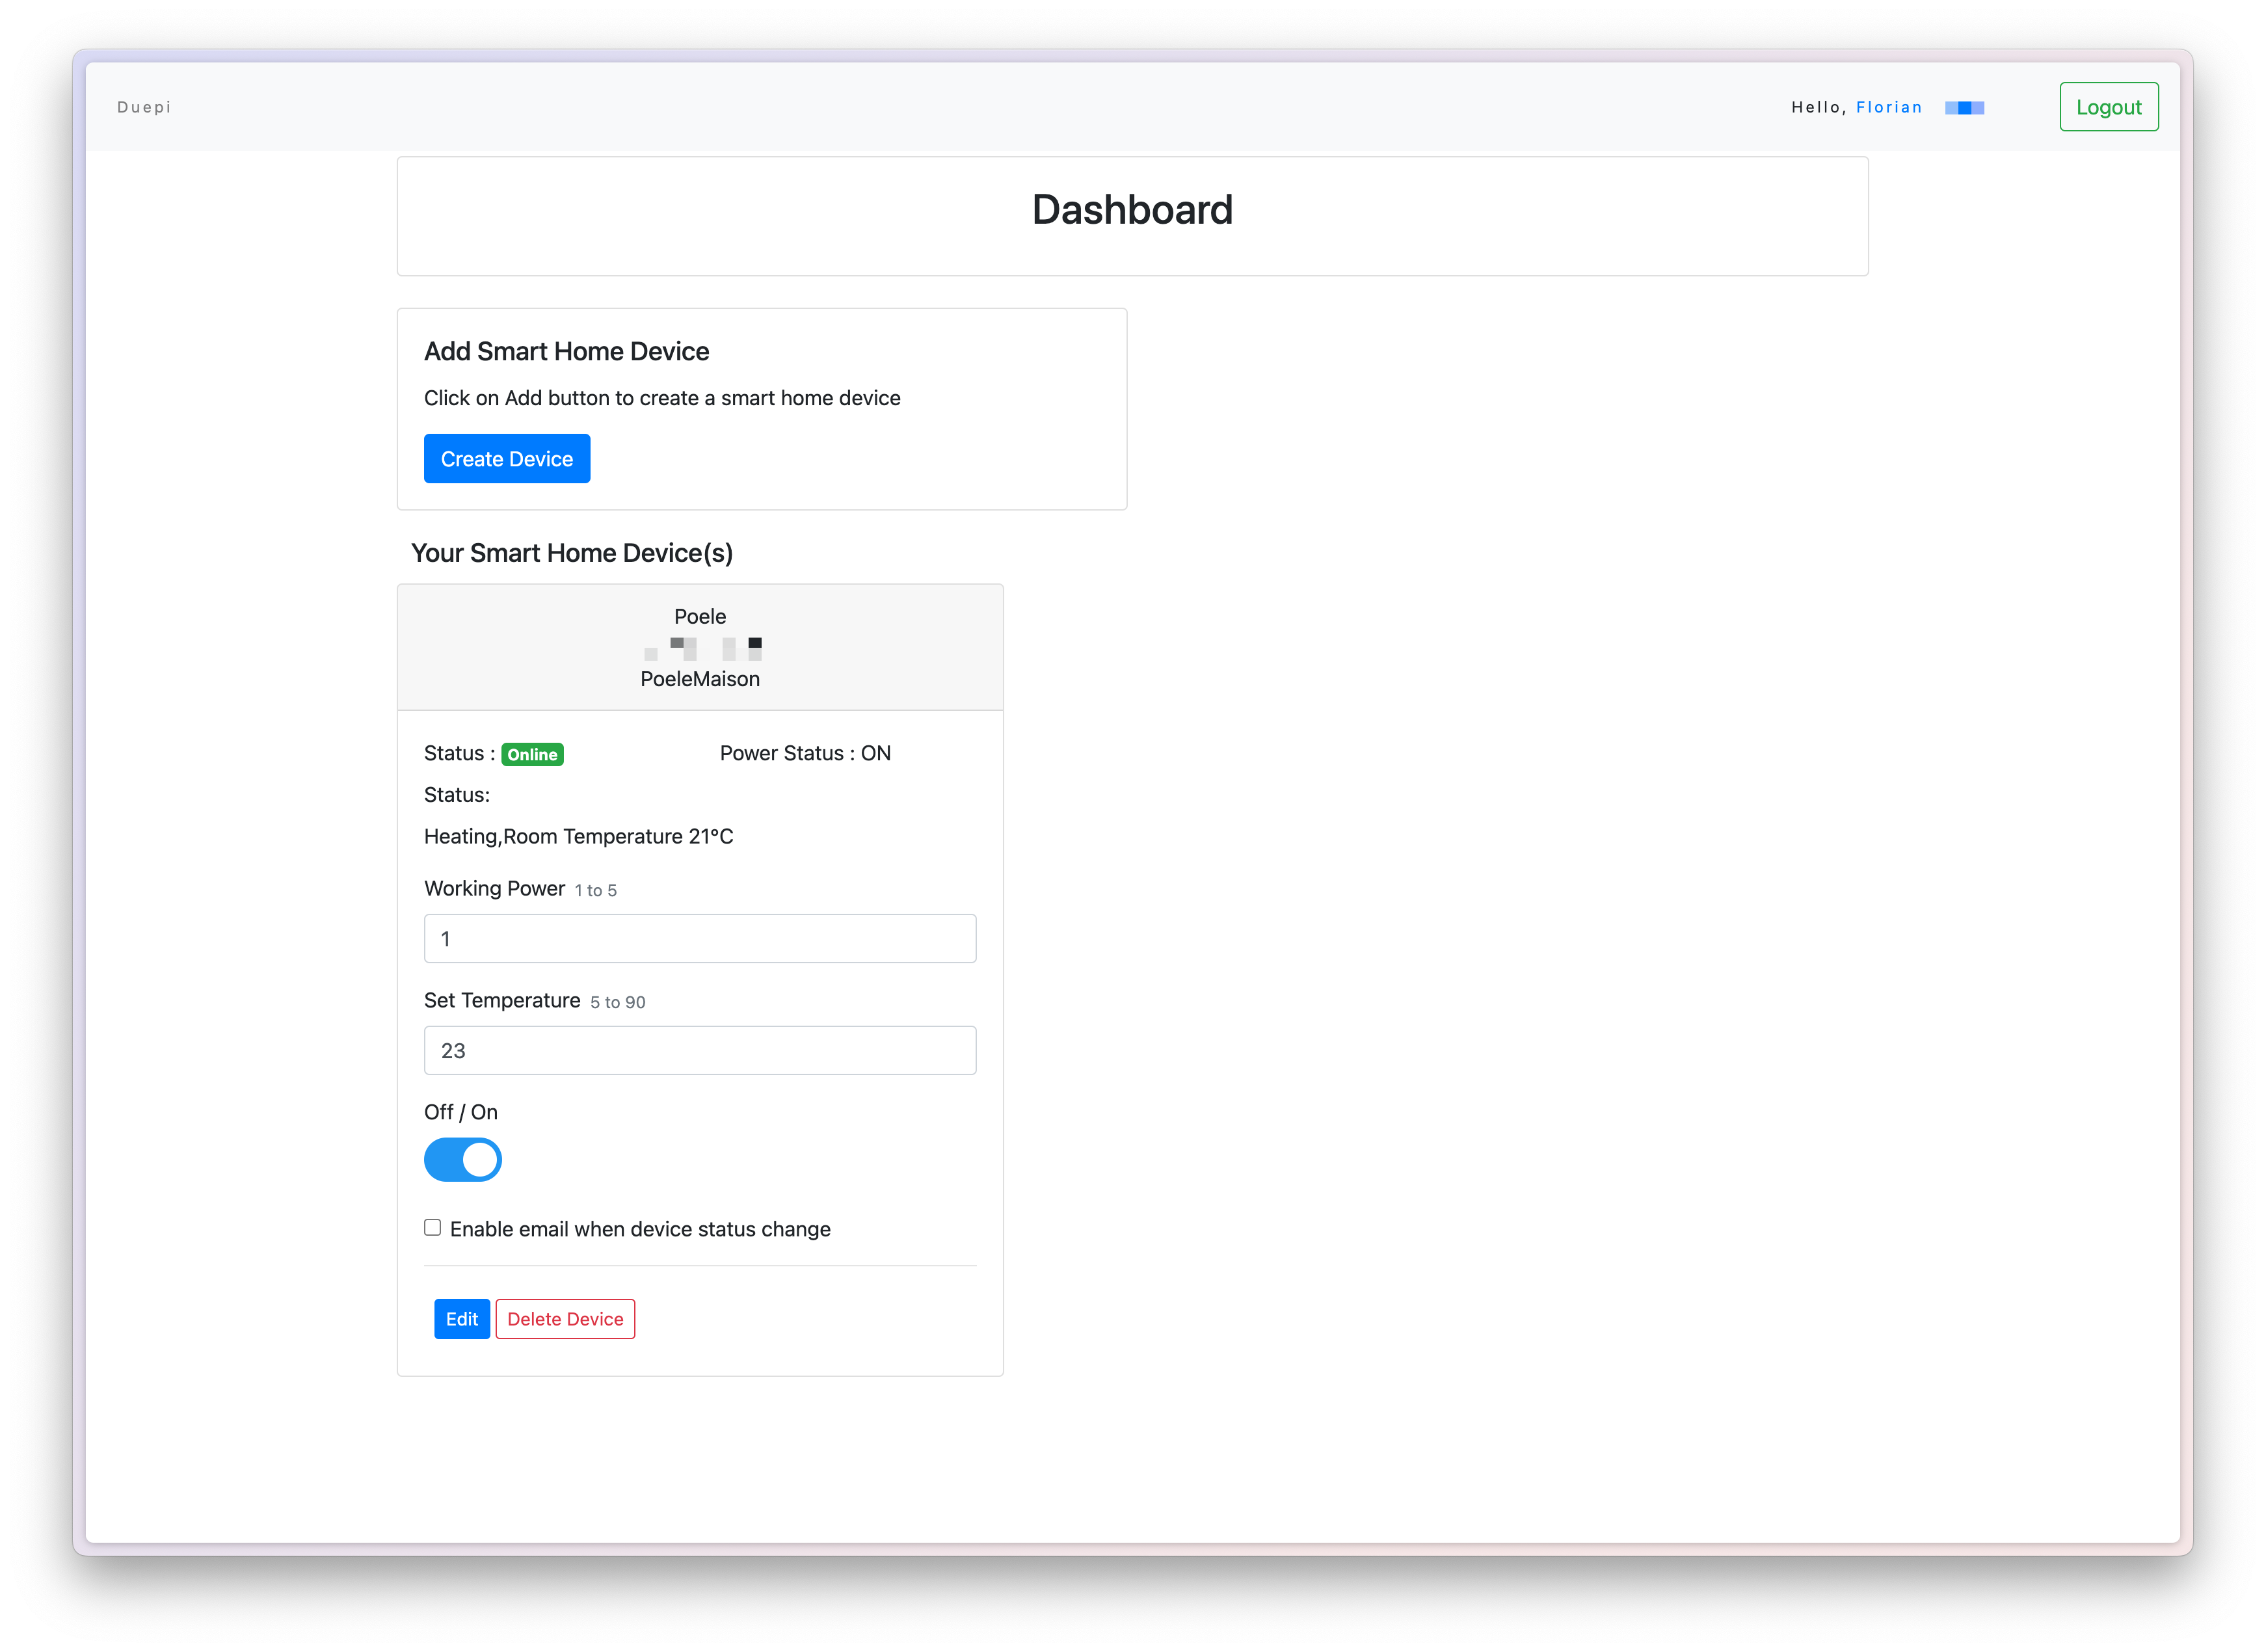 Duepi
Hello, Florian
Logout
Dashboard
Add Smart Home Device
Click on Add button to create a smart home device
Create Device
Your Smart Home Device(s)
Poele
PoeleMaison
Status : Online
Power Status : ON
Status:
Heating,Room Temperature 21°C
Working Power 1 to 5
1
Set Temperature 5 to 90
23
Off / On
Enable email when device status change
Edit
Delete Device